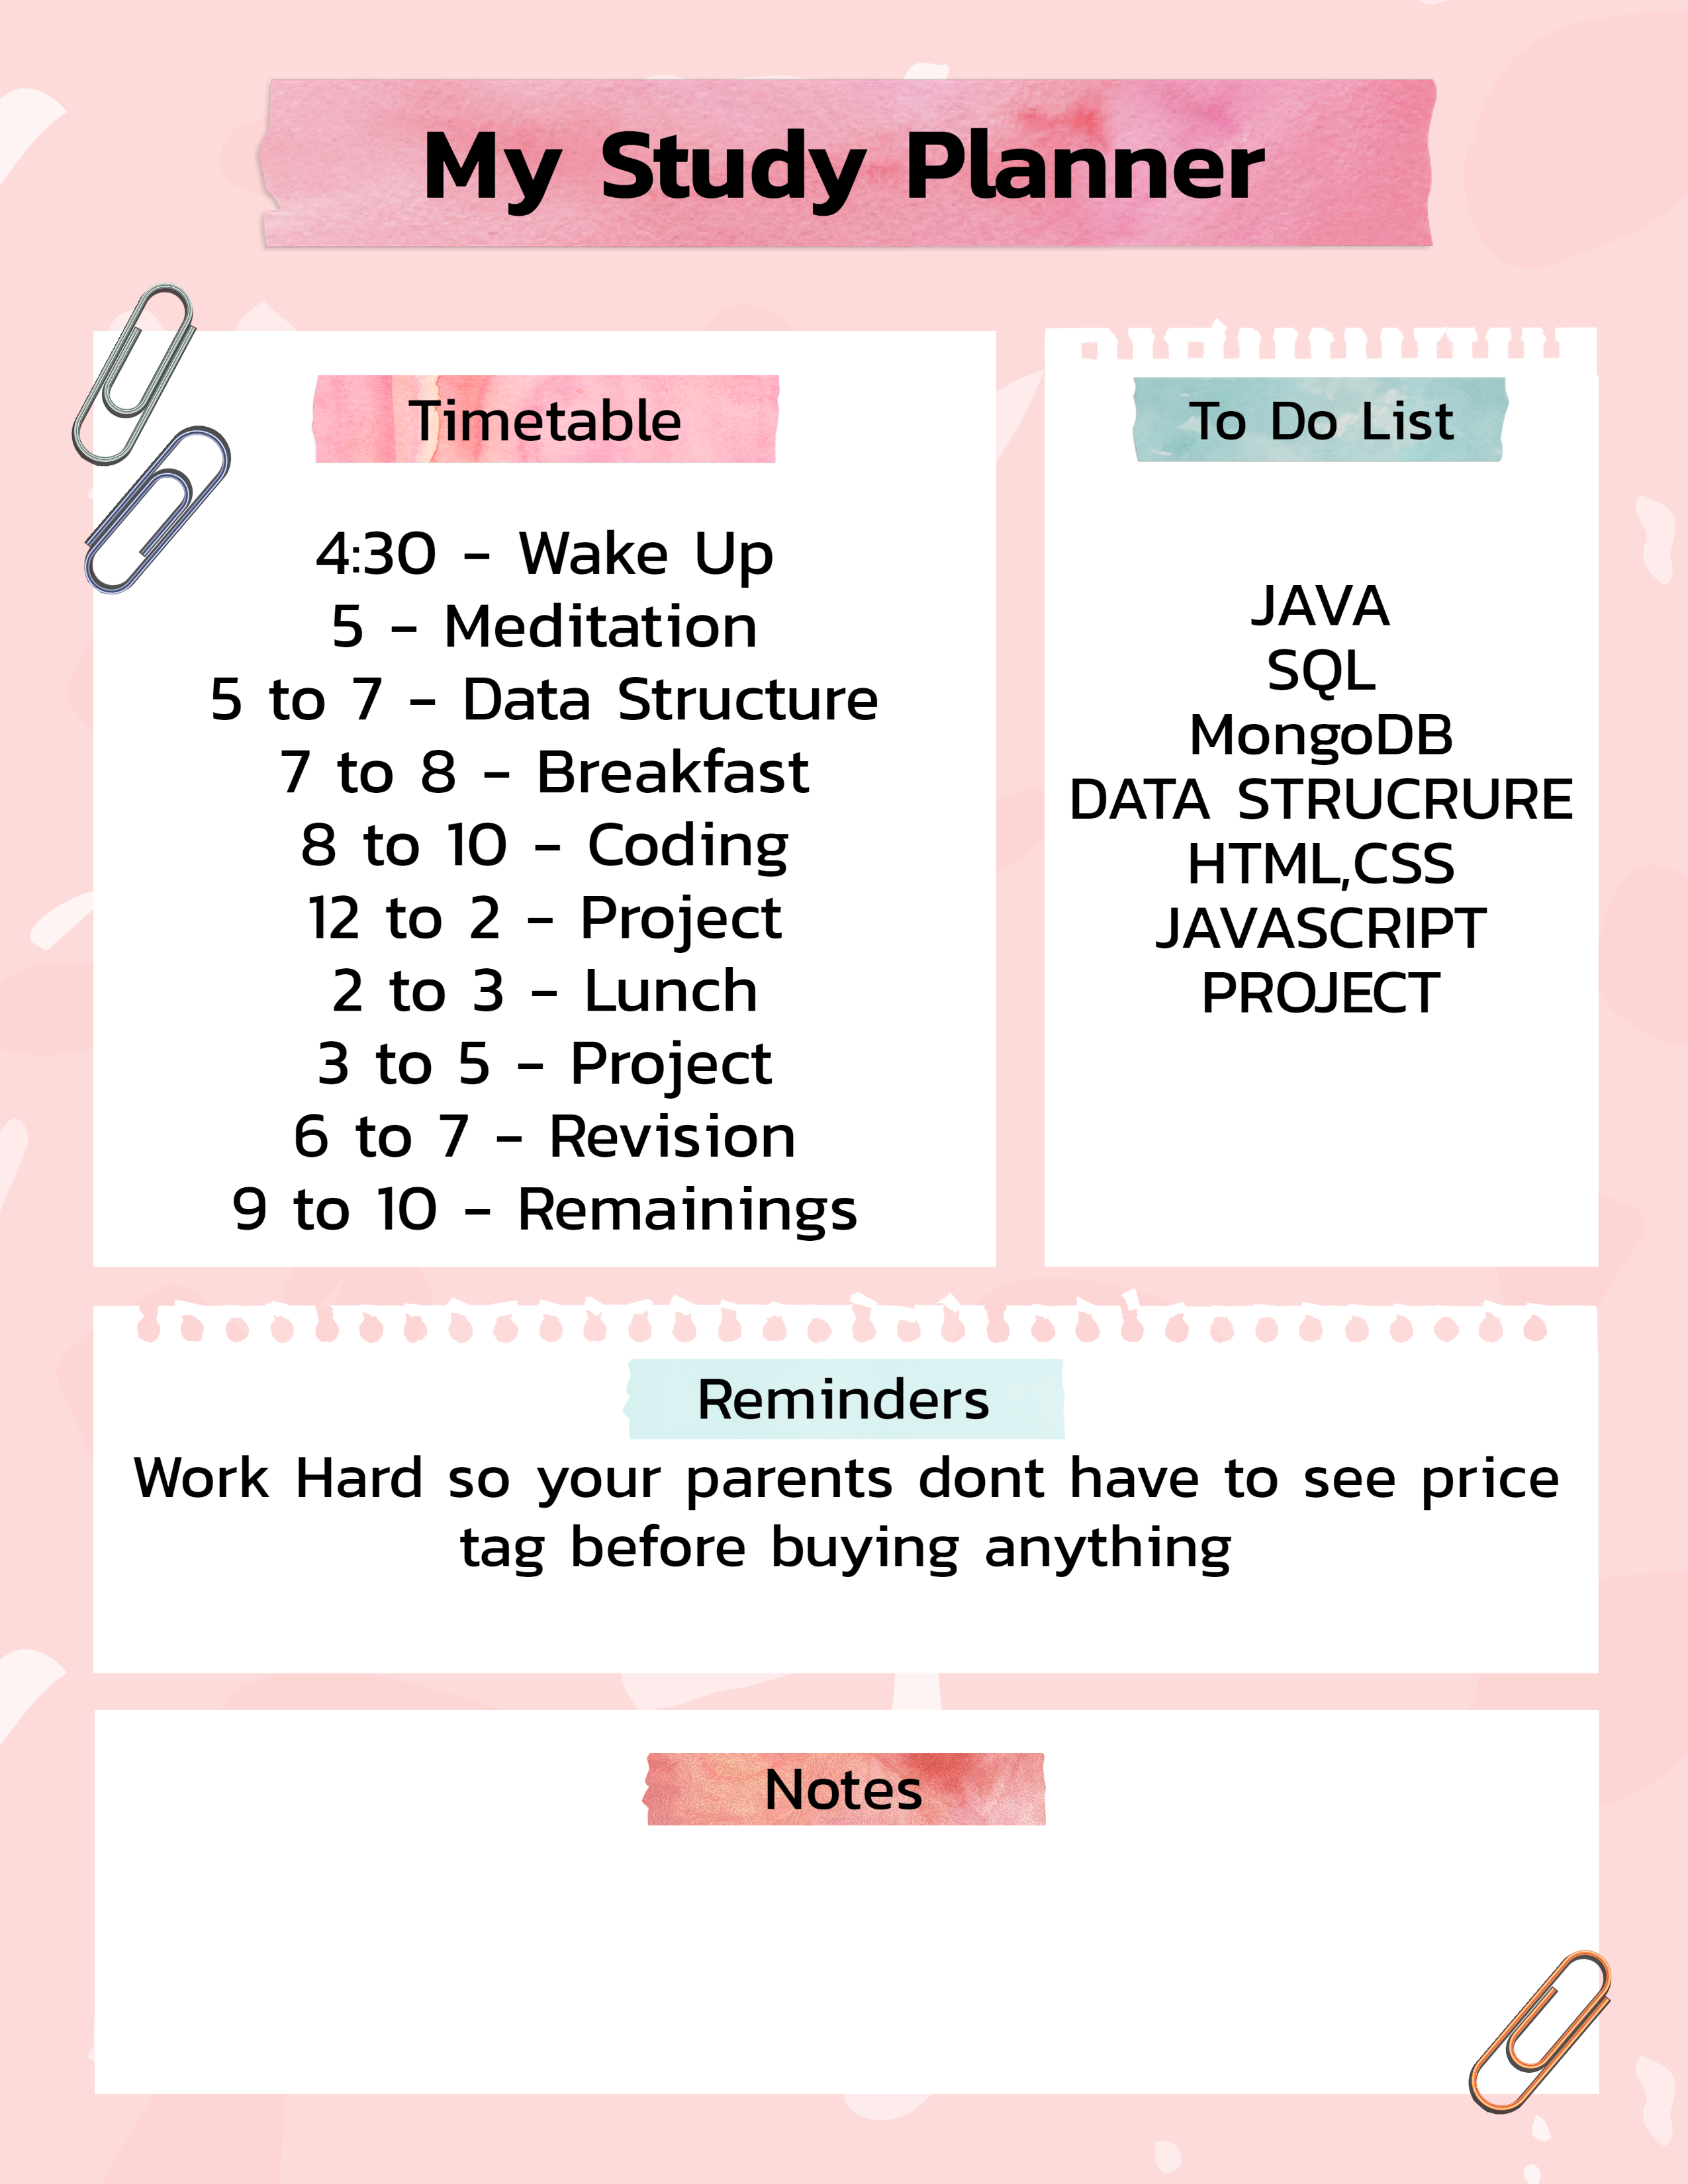 My Study Planner
Timetable
4:30 - Wake Up
5 - Meditation
5 to 7 - Data Structure
7 to 8 - Breakfast
8 to 10 - Coding
12 to 2 - Project
2 to 3 - Lunch
3 to 5 - Project
6 to 7 - Revision
9 to 10 - Remainings
To Do List
JAVA
SQL
MongoDB
DATA STRUCRURE
HTML,CSS
JAVASCRIPT
PROJECT
Reminders
Work Hard so your parents dont have to see price
tag before buying anything
Notes